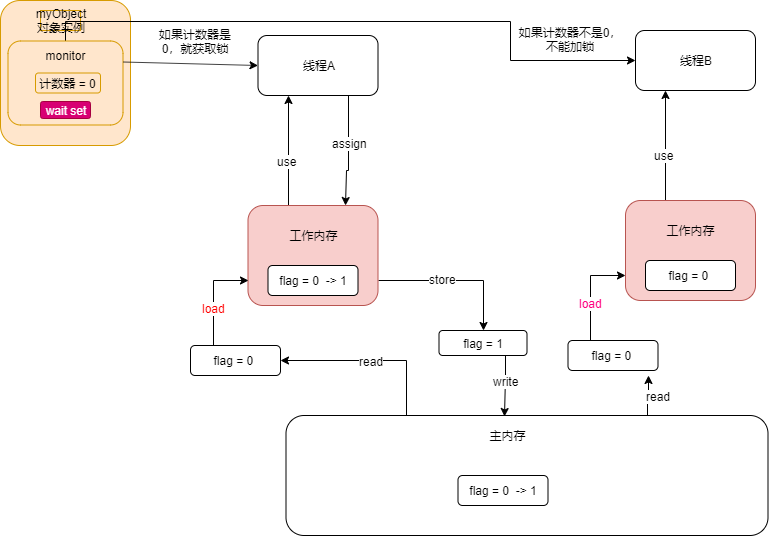 myObject
对象实例
monitor
计数器 = 0
wait set
如果计数器是
0，就获取锁
如果计数器不是0，
不能加锁
线程A
线程B
use
assign
use
工作内存
flag = 0 -> 1
工作内存
flag = 0
load
store
load
flag = 0
flag = 1
flag = 0
read
write
read
主内存
flag = 0 -> 1